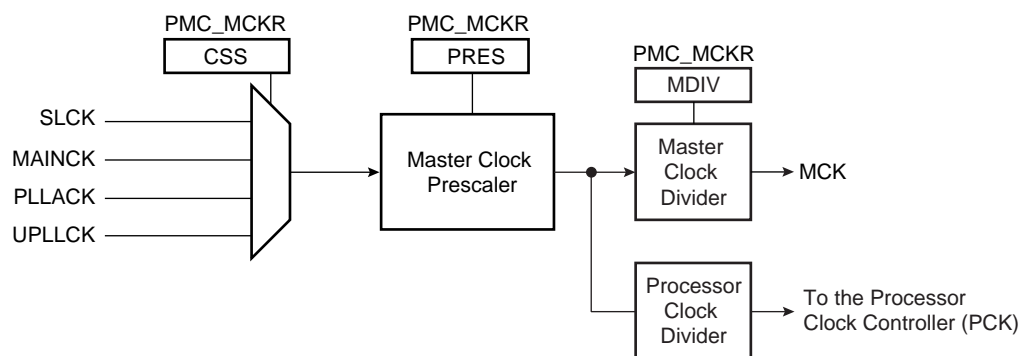 PMC_MCKR
CSS
PMC_MCKR
PRES
PMC_MCKR
MDIV
SLCK
MAINCK
PLLACK
UPLLCK
Master Clock
Prescaler
Master
Clock
Divider
MCK
Processor
Clock
Divider
To the Processor
Clock Controller (PCK)